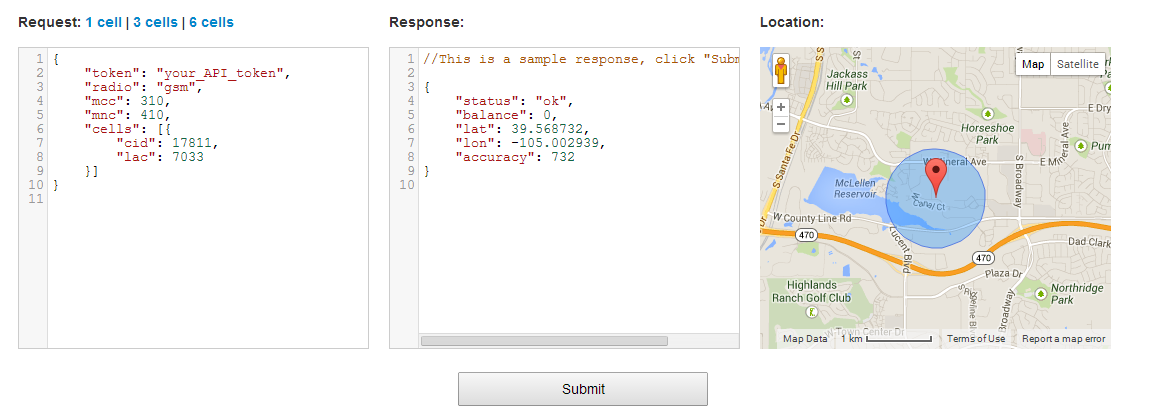 Request: 1 cell | 3 cells | 6 cells
1 {
2 "token": "your_API_token",
3 "radio": "gsm",
4 "mcc": 310,
5 "mnc": 410,
6 "cells": [{
7 "cid": 17811,
8 "lac": 7033
9 }]
10 }
11
Response:
1 //This is a sample response, click "Subm
2
3 {
4 "status": "ok",
5 "balance": 0,
6 "lat": 39.568732,
7 "lon": -105.002939,
8 "accuracy": 732
9 }
10
Location:
Map Satellite
+
−
Jackass
Hill Park
S Santa Fe Dr
Horseshoe
Park
E Dry
Mineral Ave
E Mineral Ave
Pum
S Broadway
McLellen
Reservoir
W Canal Ct
W County Line Rd
470
Lucent Blvd
470
Dad Clark
Plaza Dr
Highlands
Ranch Golf Club
S Ridgeline Blv
Broadway
Northridge
Park
W Town Center Dr
Map Data 1 km Terms of Use Report a map error
Submit